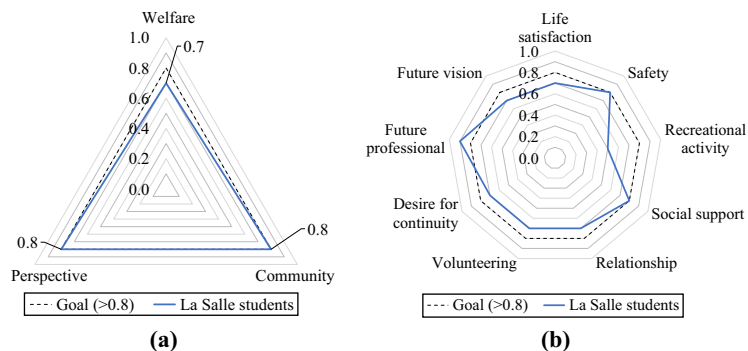 Welfare
1.0
0.7
0.8
0.6
0.4
0.2
0.0
0.8
0.8
Perspective
Community
Goal (>0.8)
La Salle students
(a)
Life
satisfaction
1.0
Future vision
Safety
0.8
0.6
Future
professional
0.4
Recreational
activity
0.2
0.0
Desire for
continuity
Social support
Volunteering
Relationship
Goal (>0.8)
La Salle students
(b)